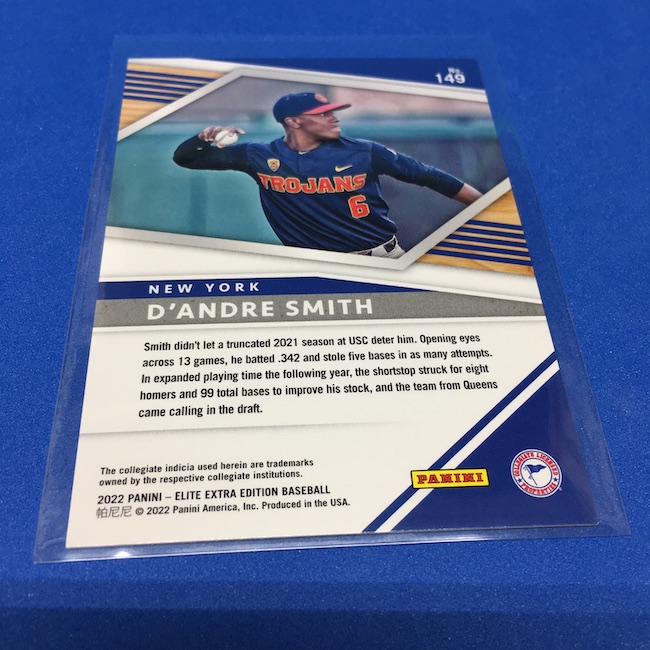 No.
149
TROJANS
6
NEW YORK
D'ANDRE SMITH
Smith didn't let a truncated 2021 season at USC deter him. Opening eyes
across 13 games, he batted .342 and stole five bases in as many attempts.
In expanded playing time the following year, the shortstop struck for eight
homers and 99 total bases to improve his stock, and the team from Queens
came calling in the draft.
The collegiate indicia used herein are trademarks
owned by the respective collegiate institutions.
2022 PANINI – ELITE EXTRA EDITION BASEBALL
帕尼尼 © 2022 Panini America, Inc. Produced in the USA.
PANINI
COLLEGIATE LICENSED
PRODUCT